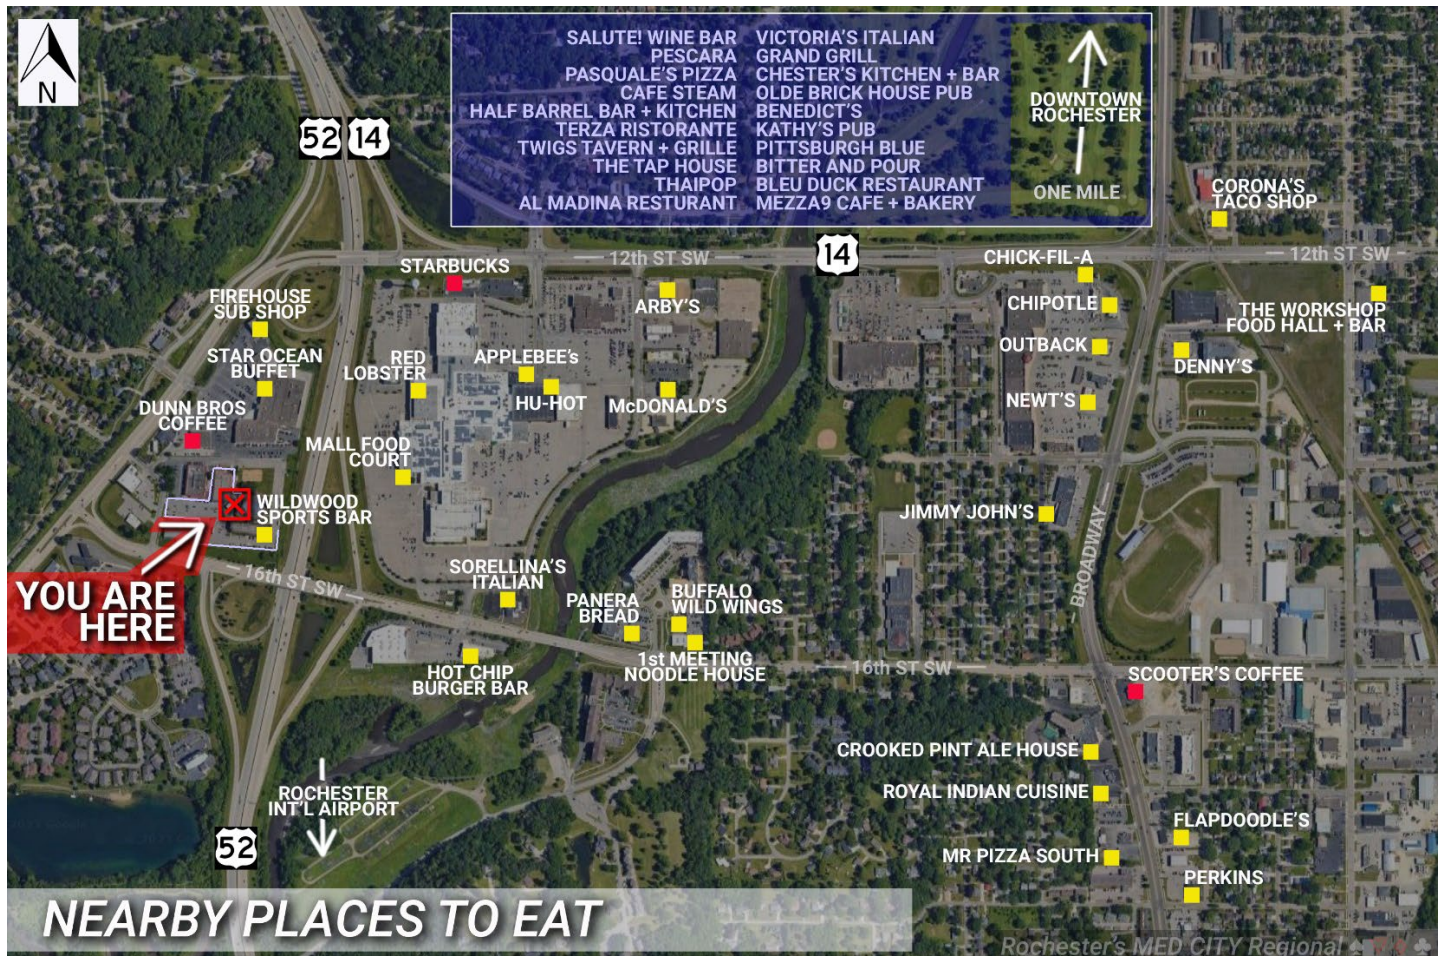 N
52 14
SALUTE! WINE BAR
PESCARA
PASQUALE'S PIZZA
CAFE STEAM
HALF BARREL BAR + KITCHEN
TERZA RISTORANTE
TWIGS TAVERN + GRILLE
THE TAP HOUSE
THAIPOP
AL MADINA RESTURANT
VICTORIA'S ITALIAN
GRAND GRILL
CHESTER'S KITCHEN + BAR
OLDE BRICK HOUSE PUB
BENEDICT'S
KATHY'S PUB
PITTSBURGH BLUE
BITTER AND POUR
BLEU DUCK RESTAURANT
MEZZA9 CAFE + BAKERY
DOWNTOWN
ROCHESTER
ONE MILE
CORONA'S
TACO SHOP
12th ST SW
14
12th ST SW
STARBUCKS
CHICK-FIL-A
FIREHOUSE
SUB SHOP
ARBY'S
CHIPOTLE
THE WORKSHOP
FOOD HALL + BAR
STAR OCEAN
BUFFET
RED
LOBSTER
APPLEBEE's
OUTBACK
DENNY'S
DUNN BROS
COFFEE
HU-HOT
McDONALD'S
NEWT'S
MALL FOOD
COURT
WILDWOOD
SPORTS BAR
JIMMY JOHN'S
BROADWAY
YOU ARE
HERE
16th ST SW
SORELLINA'S
ITALIAN
PANERA
BREAD
BUFFALO
WILD WINGS
HOT CHIP
BURGER BAR
1st MEETING
NOODLE HOUSE
16th ST SW
SCOOTER'S COFFEE
CROOKED PINT ALE HOUSE
ROYAL INDIAN CUISINE
ROCHESTER
INT'L AIRPORT
52
FLAPDOODLE'S
MR PIZZA SOUTH
PERKINS
NEARBY PLACES TO EAT
Rochester's MED CITY Regional